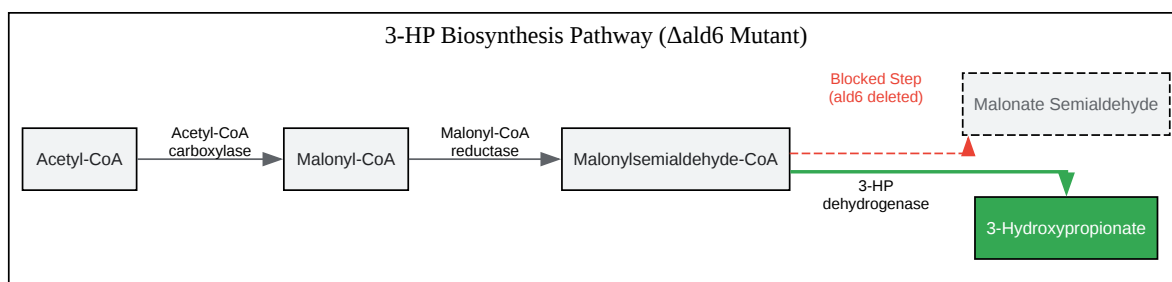 3-HP Biosynthesis Pathway (Δald6 Mutant)
Blocked Step
(ald6 deleted)
Malonate Semialdehyde
Acetyl-CoA
Acetyl-CoA
carboxylase
Malonyl-CoA
Malonyl-CoA
reductase
Malonylsemialdehyde-CoA
3-HP
dehydrogenase
3-Hydroxypropionate